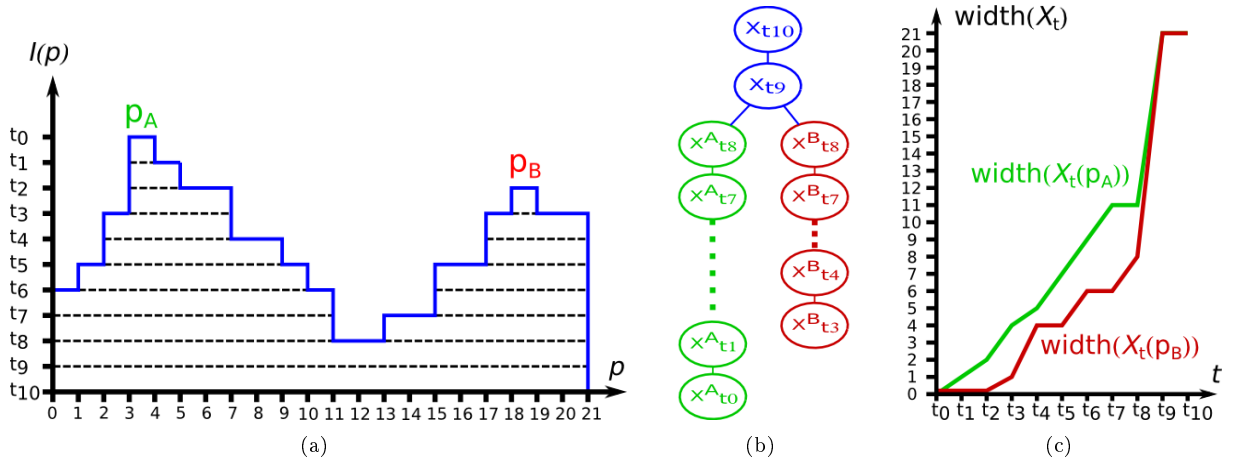 I(p)
p_A
p_B
t0
t1
t2
t3
t4
t5
t6
t7
t8
t9
t10
p
0 1 2 3 4 5 6 7 8 9 10 11 12 13 14 15 16 17 18 19 20 21
(a)
X_t10
X_t9
X^A_t8 X^B_t8
X^A_t7 X^B_t7
X^B_t4
X^A_t1 X^B_t3
X^A_t0
(b)
width(X_t)
21
20
19
18
17
16
15
14
13
12
11
10
9
8
7
6
5
4
3
2
1
0
width(X_t(p_A))
width(X_t(p_B))
t
t0 t1 t2 t3 t4 t5 t6 t7 t8 t9 t10
(c)